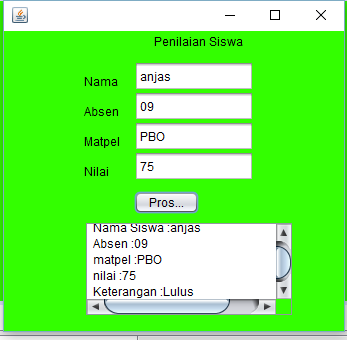 Penilaian Siswa
Nama anjas
Absen 09
Matpel PBO
Nilai 75
Pros...
Nama Siswa :anjas
Absen :09
matpel :PBO
nilai :75
Keterangan :Lulus